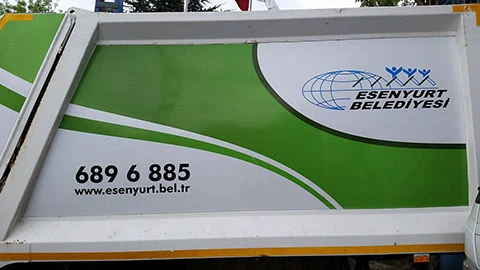 ESENYURT
BELEDİYESİ
689 6 885
www.esenyurt.bel.tr